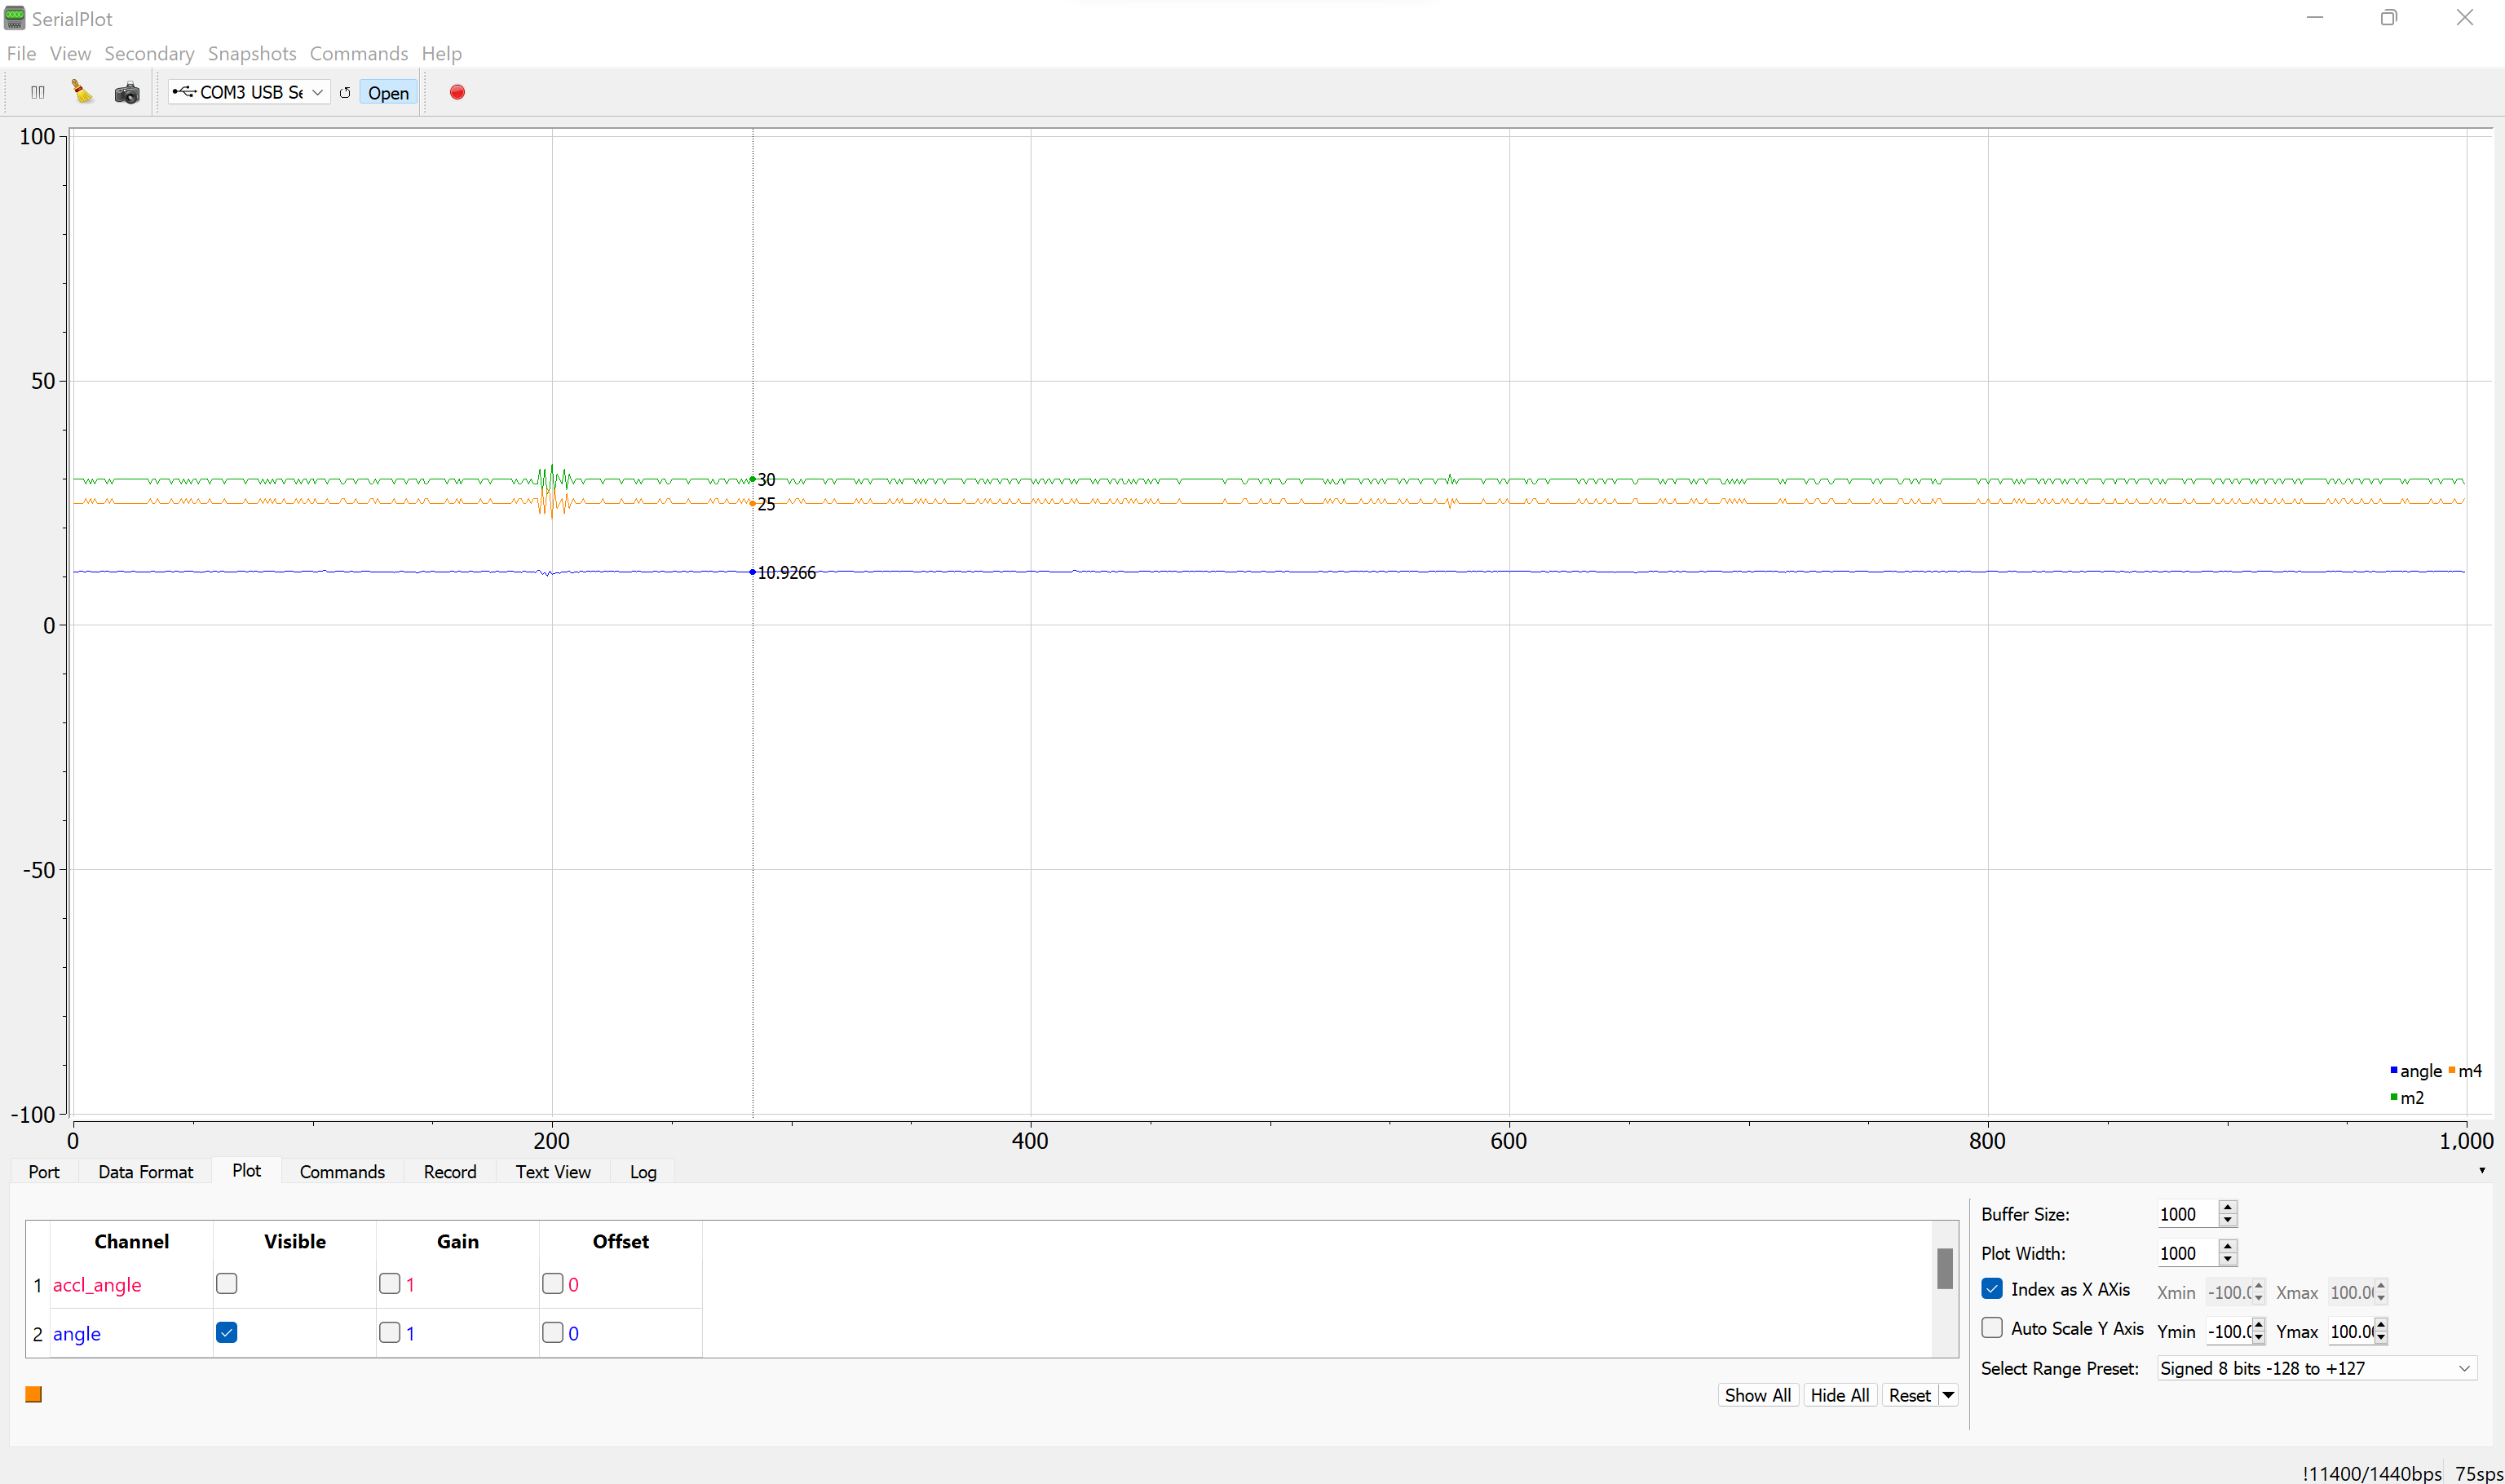 SerialPlot
File View Secondary Snapshots Commands Help
COM3 USB Se Open
100
50
0
-50
-100
30
25
10.9266
angle m4
m2
0 200 400 600 800 1,000
Port Data Format Plot Commands Record Text View Log
Channel Visible Gain Offset
1 accl_angle 1 0
2 angle 1 0
Show All Hide All Reset
Buffer Size: 1000
Plot Width: 1000
Index as X AXis Xmin -100.0 Xmax 100.00
Auto Scale Y Axis Ymin -100.0 Ymax 100.00
Select Range Preset: Signed 8 bits -128 to +127
!11400/1440bps 75sps